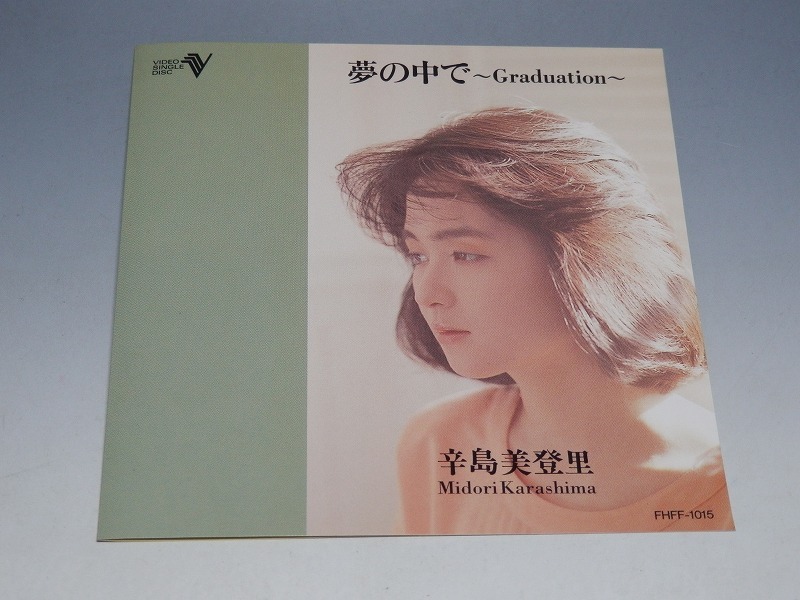 VIDEO
SINGLE
DISC
夢の中で～Graduation～
辛島美登里
Midori Karashima
FHFF-1015